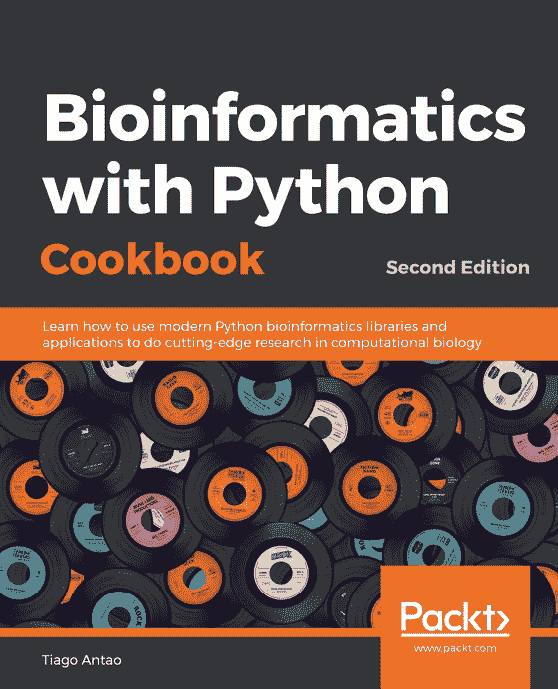 Bioinformatics
with Python
Cookbook
Second Edition
Learn how to use modern Python bioinformatics libraries and
applications to do cutting-edge research in computational biology
Packt>
www.packt.com
Tiago Antao